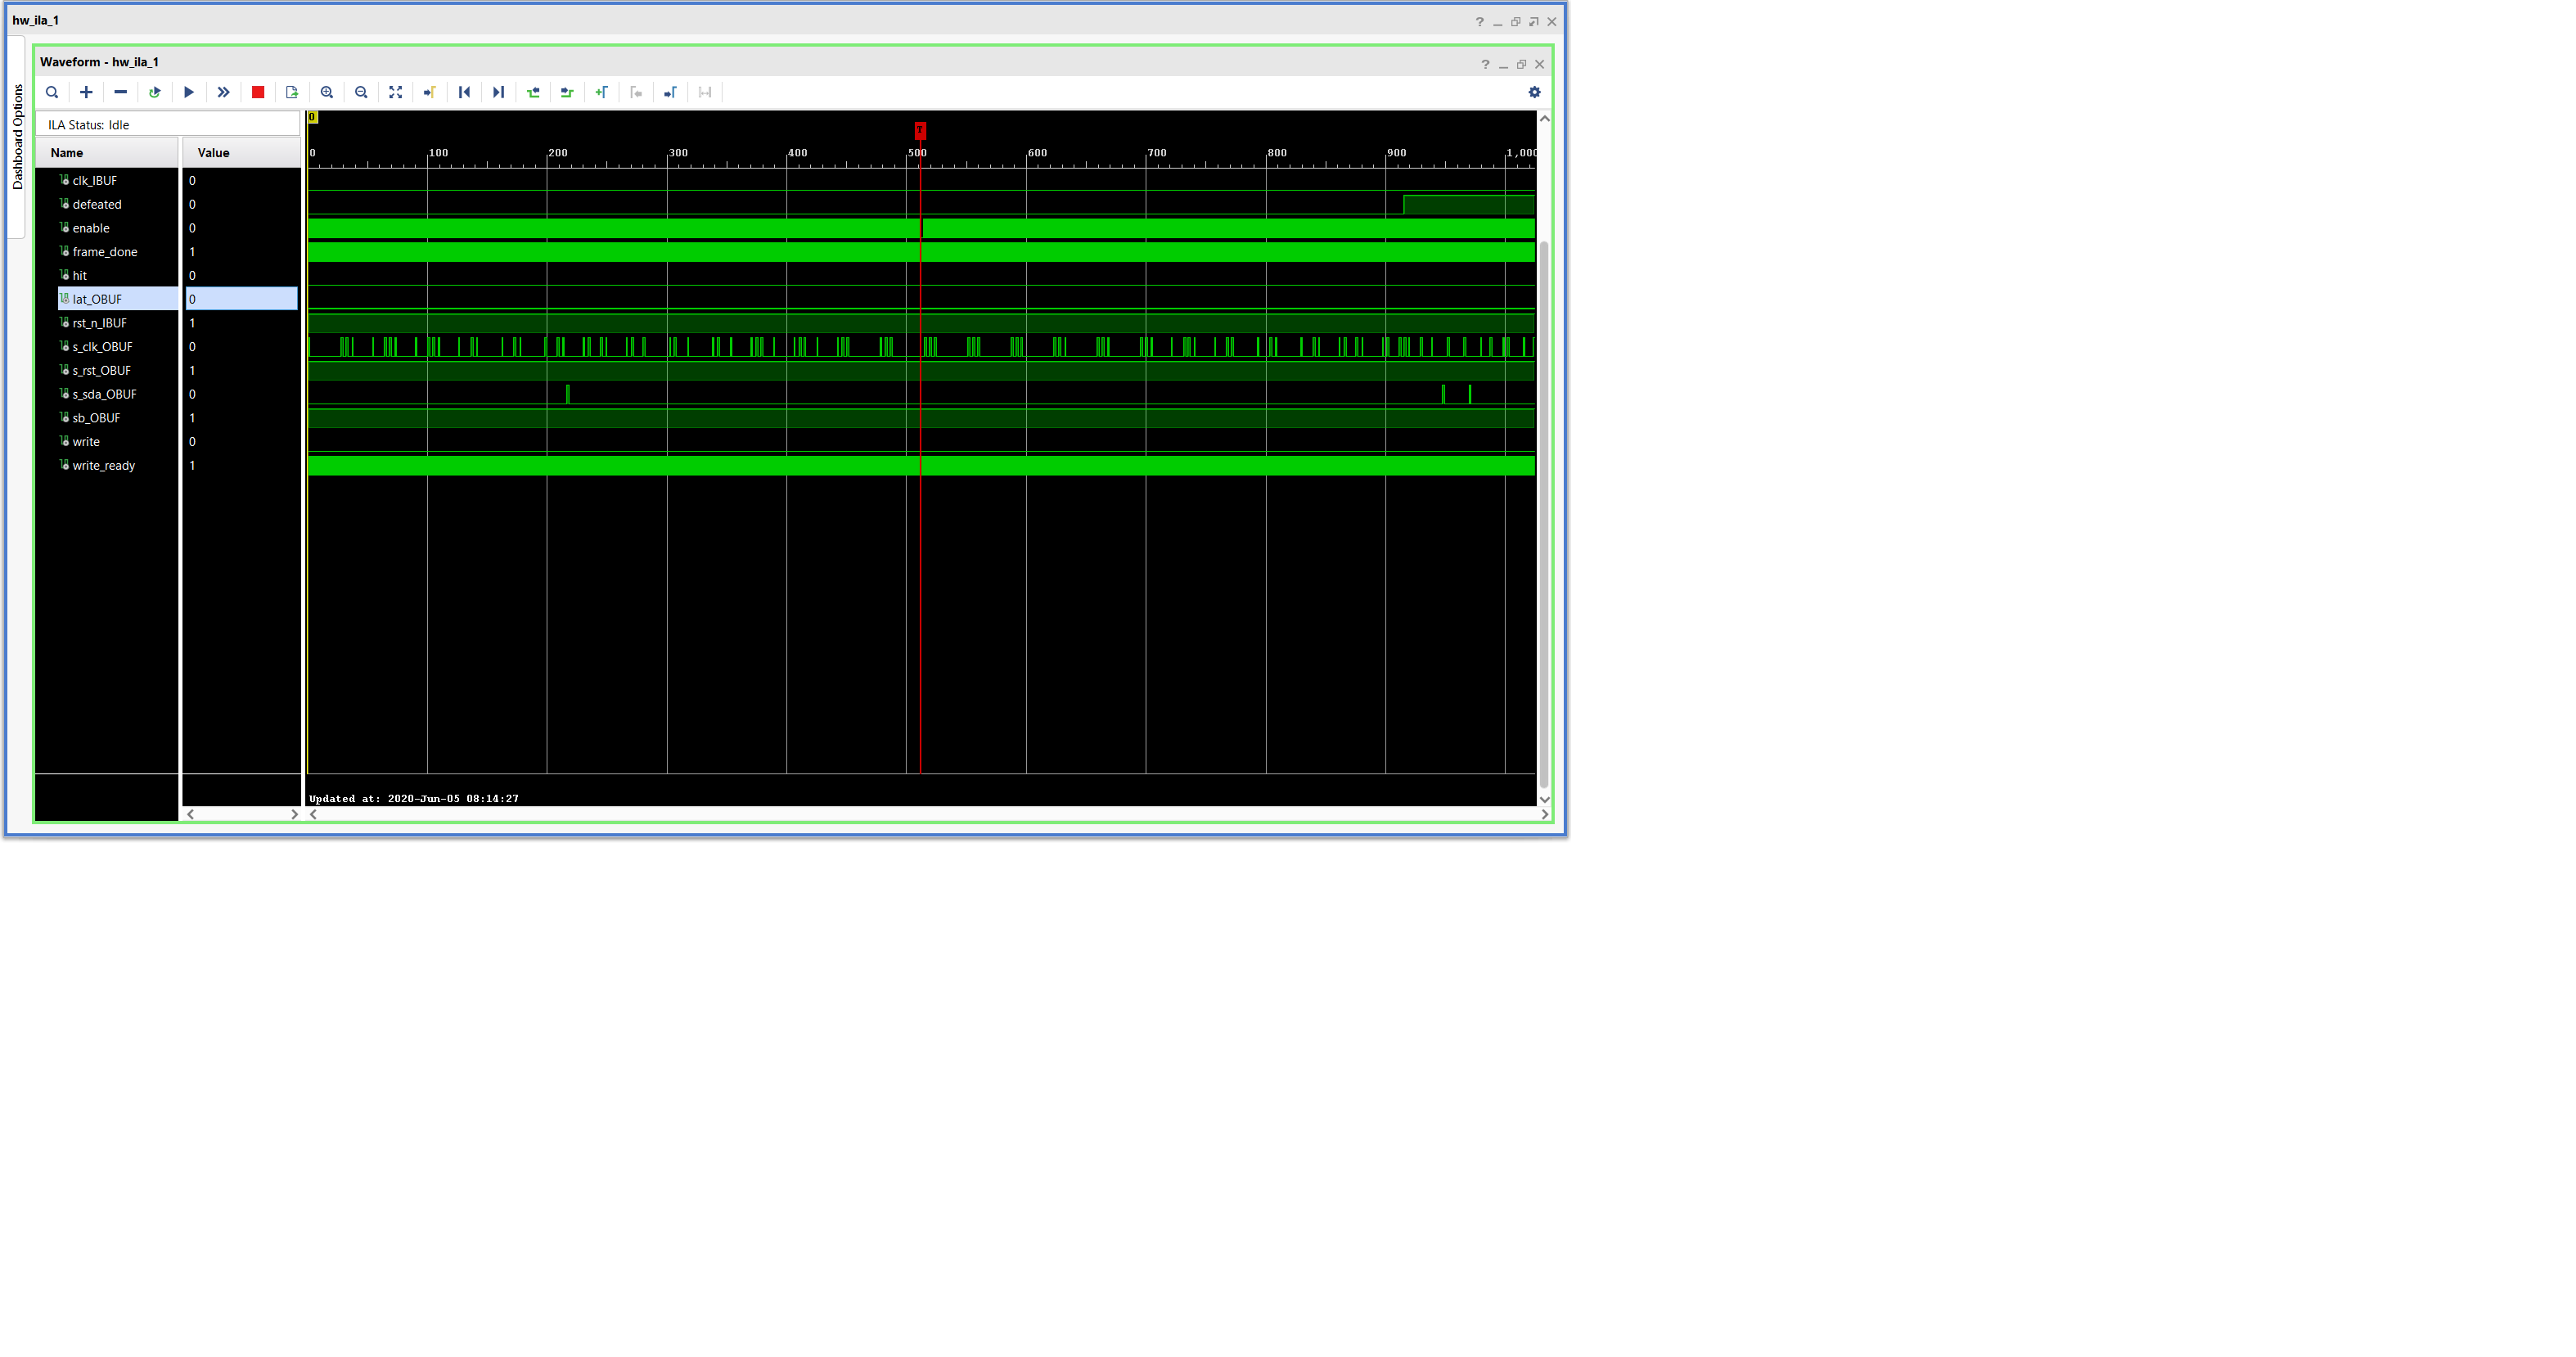 hw_ila_1
Dashboard Options
Waveform - hw_ila_1
ILA Status: Idle
Name Value
0
T
0 100 200 300 400 500 600 700 800 900 1,000
clk_IBUF 0
defeated 0
enable 0
frame_done 1
hit 0
lat_OBUF 0
rst_n_IBUF 1
s_clk_OBUF 0
s_rst_OBUF 1
s_sda_OBUF 0
sb_OBUF 1
write 0
write_ready 1
Updated at: 2020-Jun-05 08:14:27